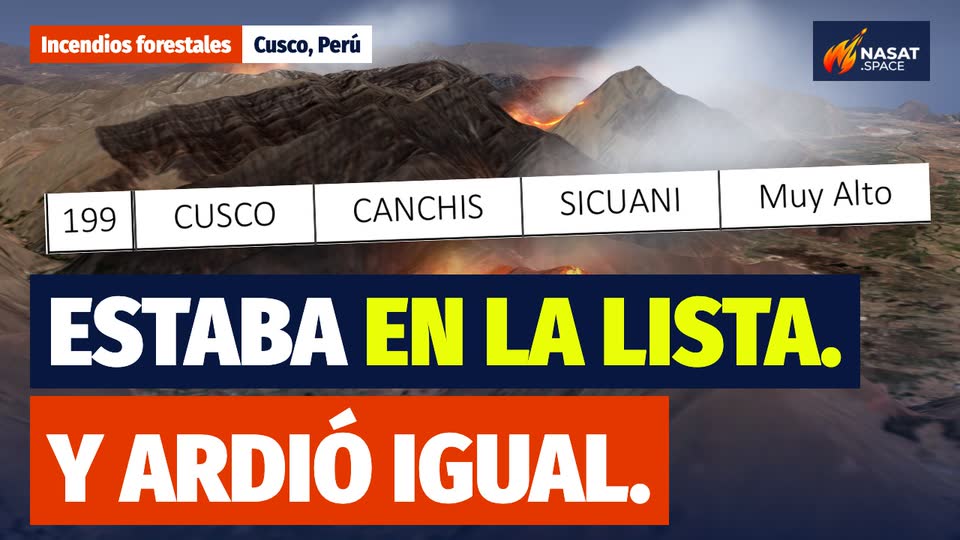 Incendios forestales Cusco, Perú
NASAT
.SPACE
199 CUSCO CANCHIS SICUANI Muy Alto
ESTABA EN LA LISTA.
Y ARDIÓ IGUAL.